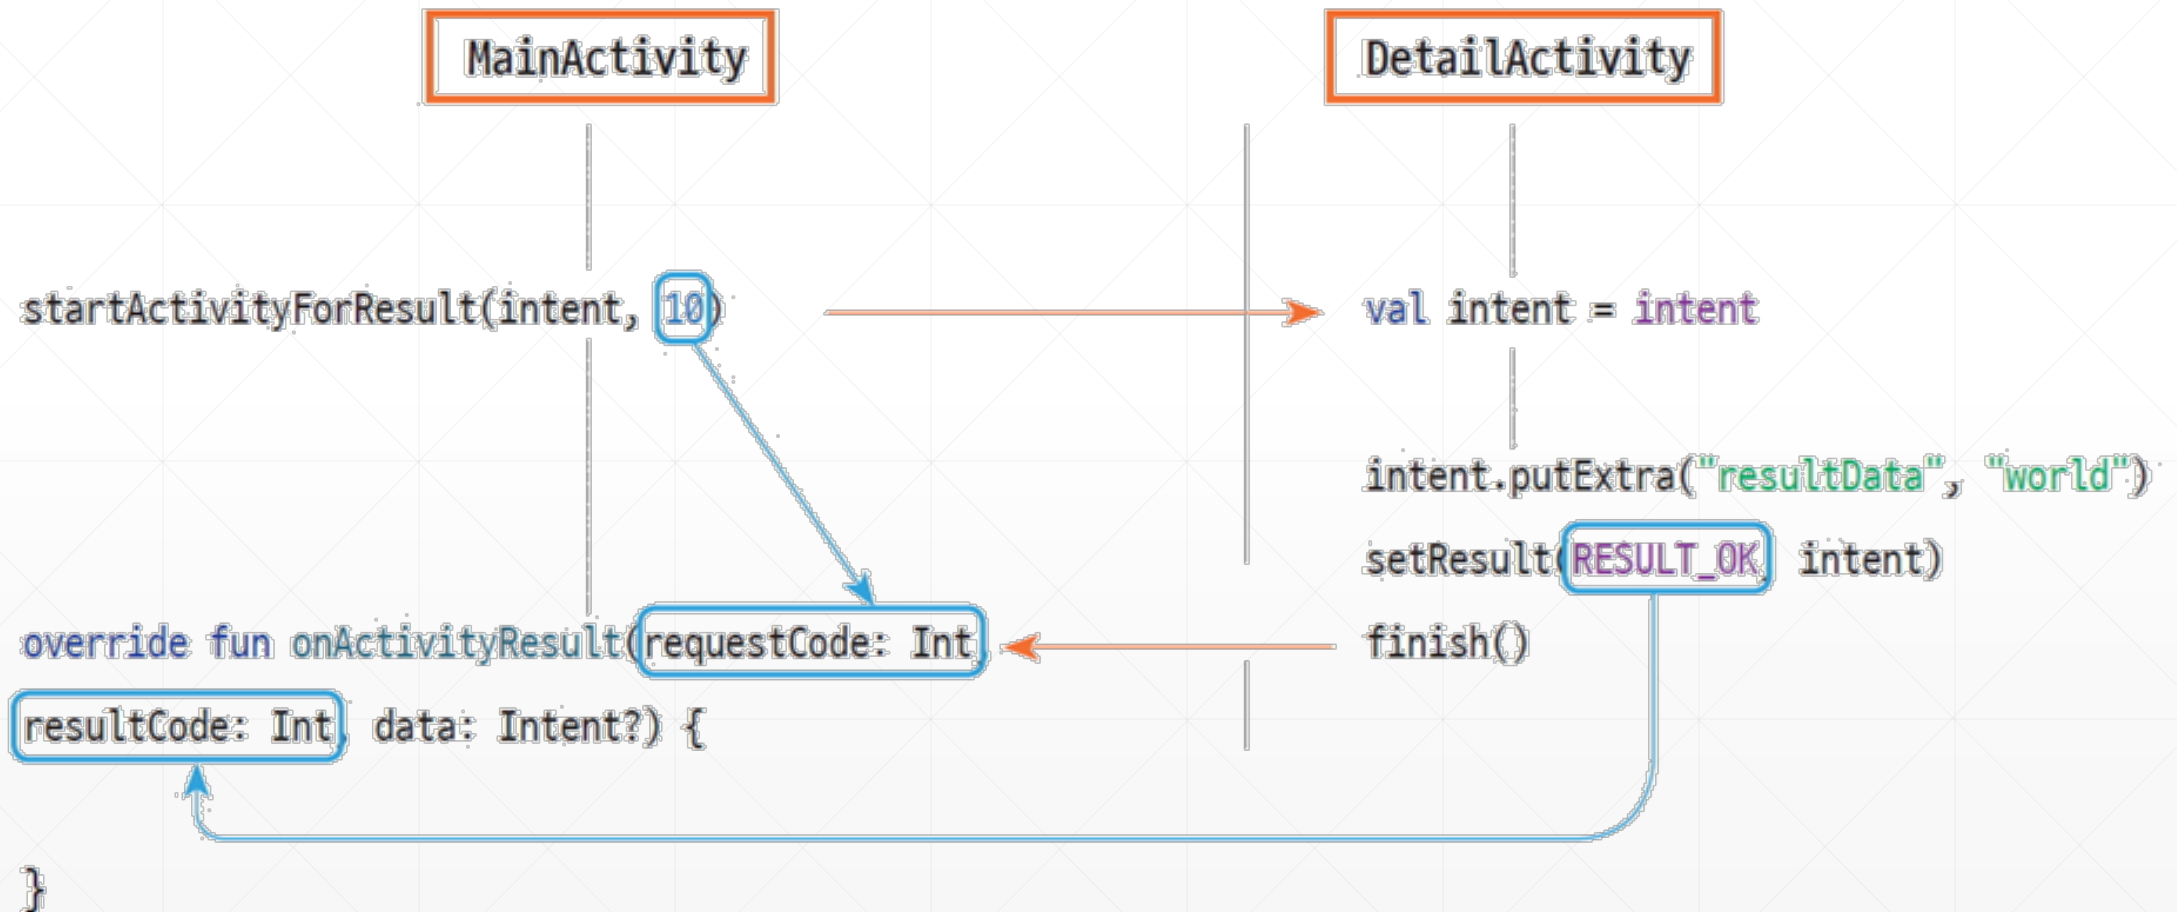 MainActivity
DetailActivity
startActivityForResult(intent, 10)
val intent = intent
intent.putExtra("resultData", "world")
setResult(RESULT_OK, intent)
override fun onActivityResult(requestCode: Int,
finish()
resultCode: Int, data: Intent?) {
}